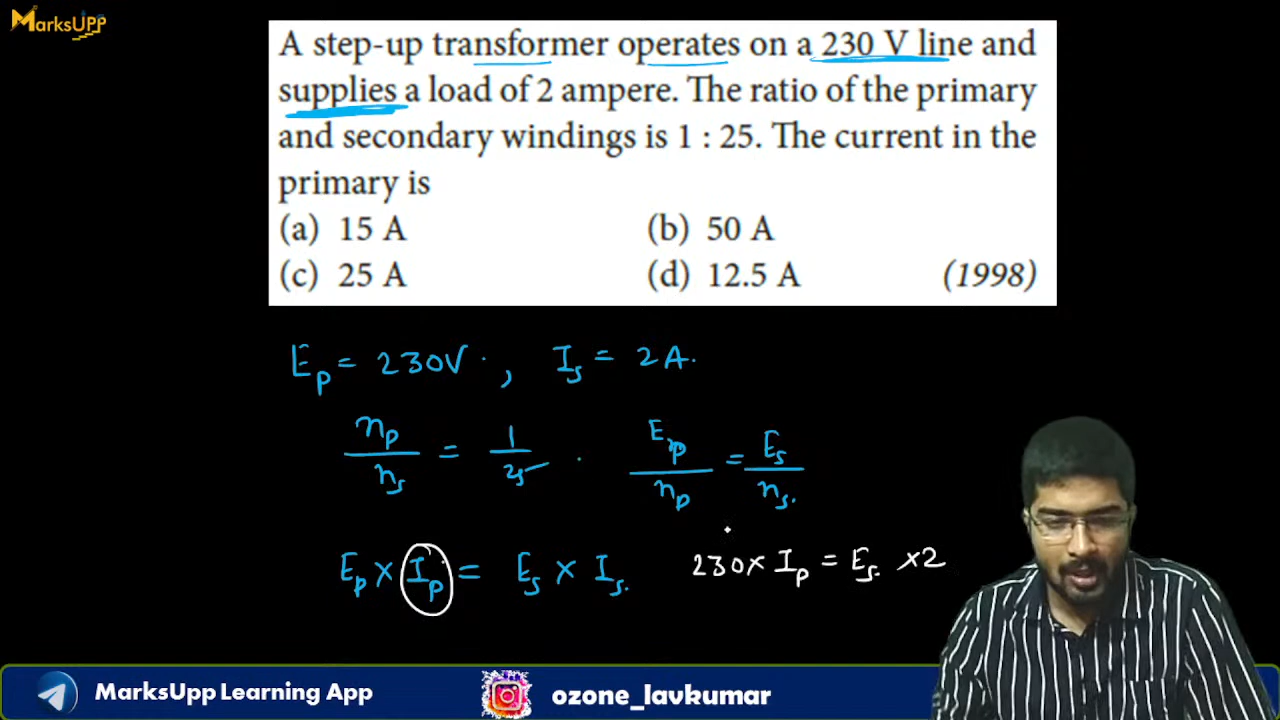 MarksUPP
A step-up transformer operates on a 230 V line and
supplies a load of 2 ampere. The ratio of the primary
and secondary windings is 1 : 25. The current in the
primary is
(a) 15 A (b) 50 A
(c) 25 A (d) 12.5 A (1998)
Ep = 230V. , Is = 2A.
np/ns = 1/25 . Ep/np = Es/ns.
Ep × Ip = Es × Is. 230 × Ip = Es. ×2
MarksUpp Learning App ozone_lavkumar